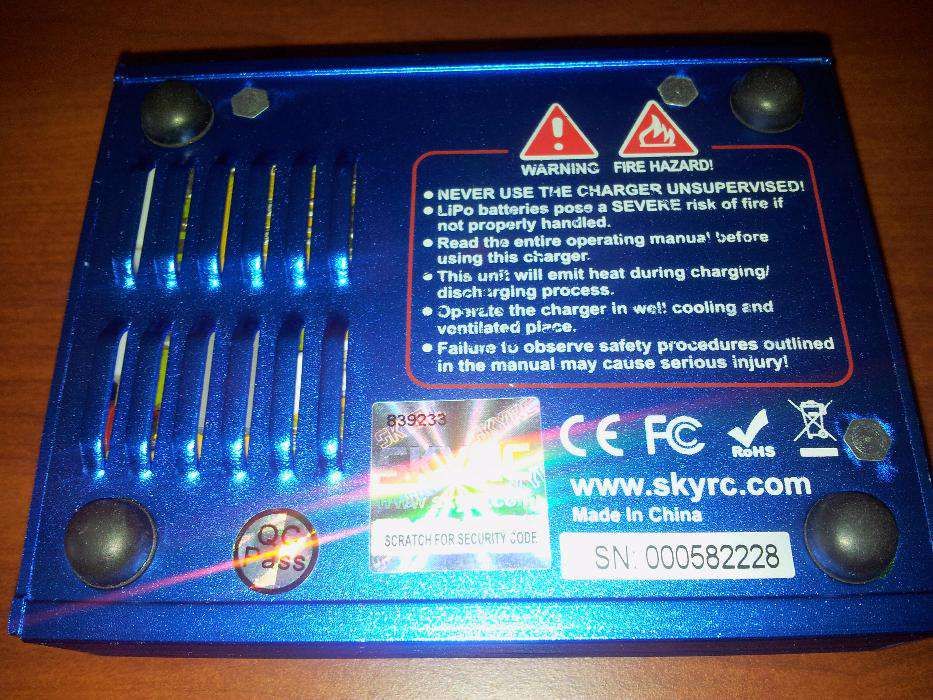 WARNING FIRE HAZARD!
● NEVER USE THE CHARGER UNSUPERVISED!
● LiPo batteries pose a SEVERE risk of fire if
not properly handled.
● Read the entire operating manual before
using this charger.
● This unit will emit heat during charging/
discharging process.
● Operate the charger in well cooling and
ventilated place.
● Failure to observe safety procedures outlined
in the manual may cause serious injury!
839233
SKYRC
www.skyrc.com
SCRATCH FOR SECURITY CODE
CE FC RoHS
www.skyrc.com
Made In China
SN: 000582228
QC
Pass